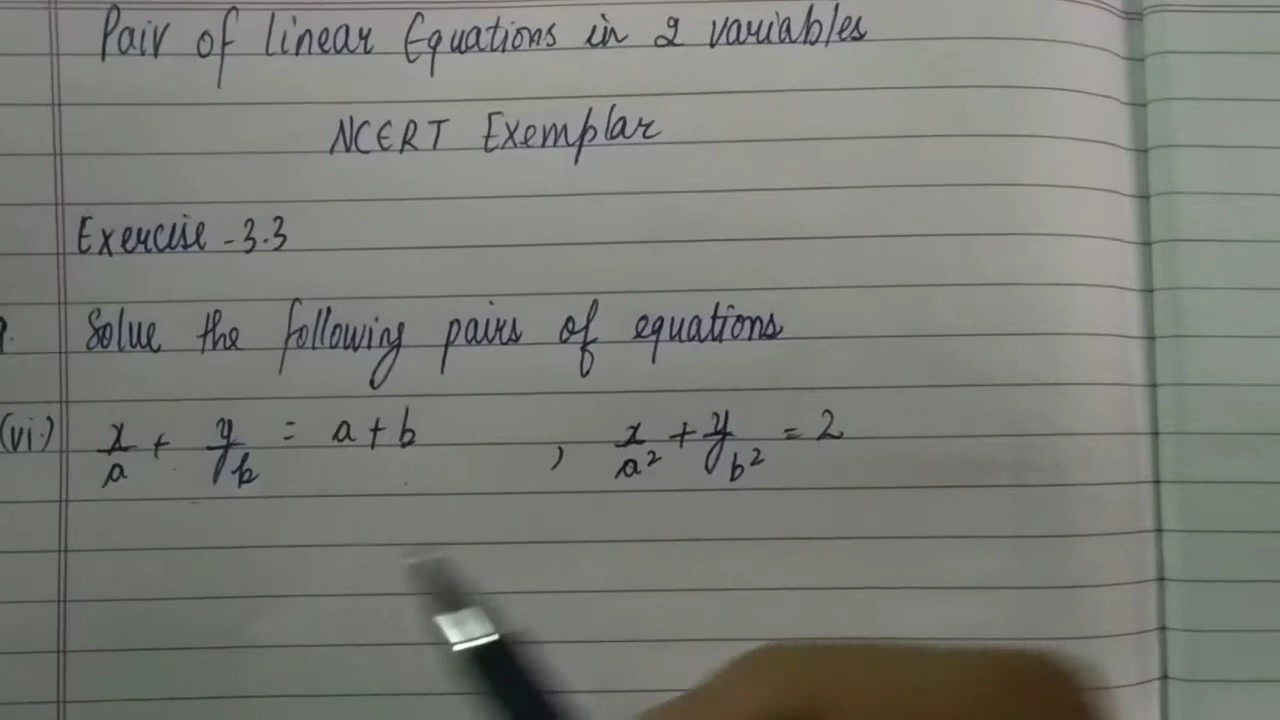 Pair of linear Equations in 2 variables
NCERT Exemplar
Exercise -3.3
Solve the following pairs of equations
(vi.) x/a + y/b = a+b , x/a² + y/b² = 2